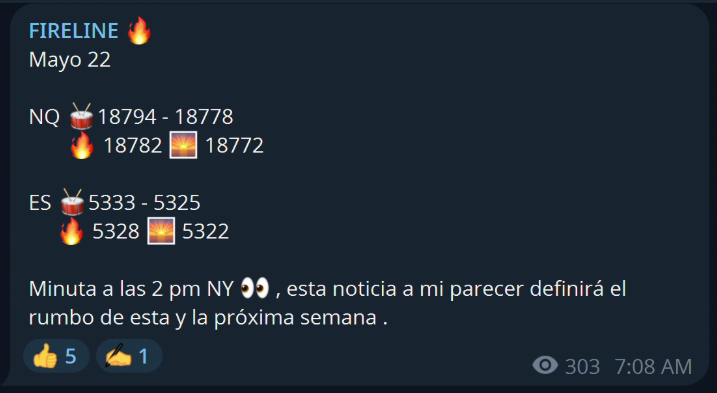 FIRELINE 🔥
Mayo 22
NQ 🥁18794 - 18778
🔥 18782 🌅 18772
ES 🥁5333 - 5325
🔥 5328 🌅 5322
Minuta a las 2 pm NY 👀 , esta noticia a mi parecer definirá el
rumbo de esta y la próxima semana .
👍 5 ✍️ 1
303 7:08 AM